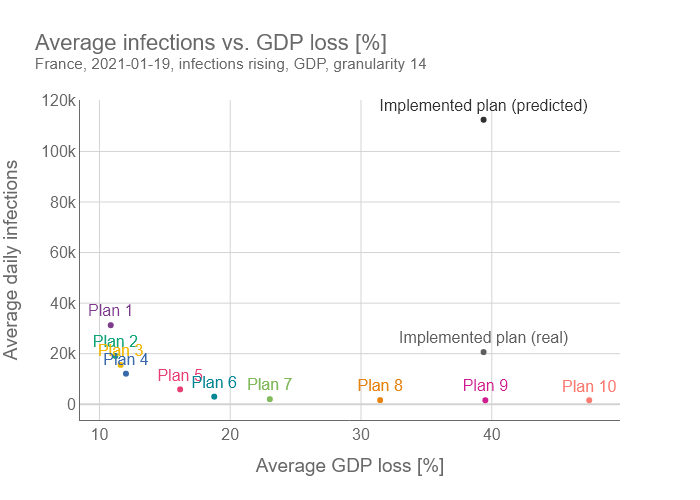 Average infections vs. GDP loss [%]
France, 2021-01-19, infections rising, GDP, granularity 14
120k
Implemented plan (predicted)
100k
80k
60k
40k
Plan 1
Plan 2
Implemented plan (real)
20k
Plan 3
Plan 4
Plan 5
Plan 6
Plan 7
Plan 8
Plan 9
Plan 10
0
10
20
30
40
Average daily infections
Average GDP loss [%]